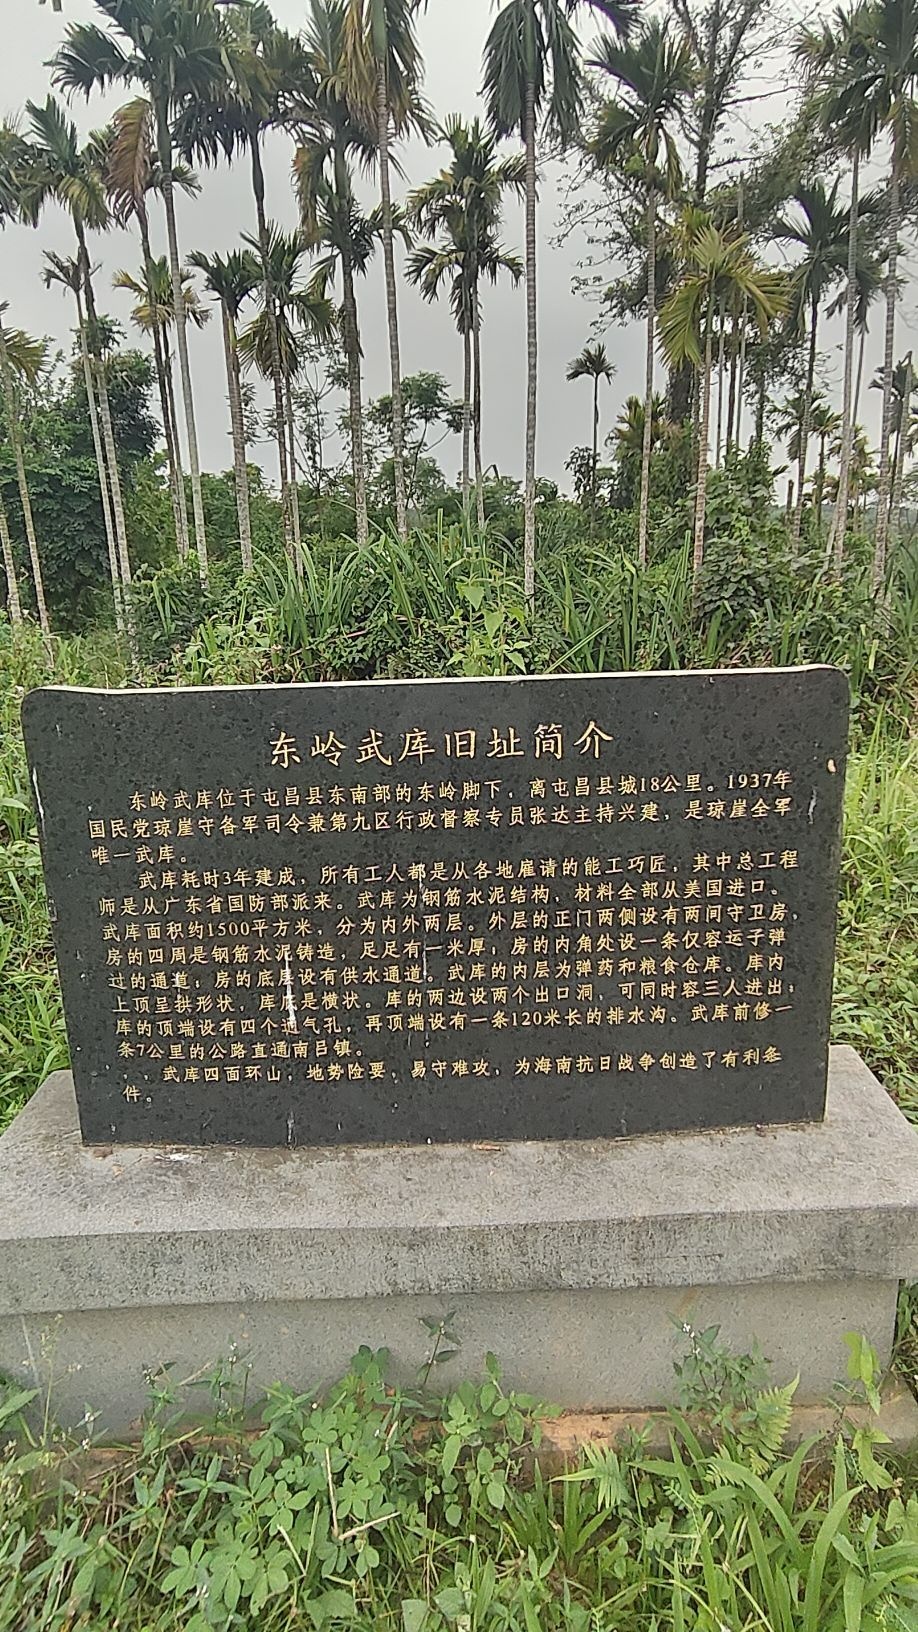 东岭武库旧址简介
东岭武库位于屯昌县东南部的东岭脚下，离屯昌县城18公里。1937年
国民党琼崖守备军司令兼第九区行政督察专员张达主持兴建，是琼崖全军
唯一武库。
武库耗时3年建成，所有工人都是从各地雇请的能工巧匠，其中总工程
师是从广东省国防部派来。武库为钢筋水泥结构，材料全部从美国进口。
武库面积约1500平方米，分为内外两层。外层的正门两侧设有两间守卫房，
房的四周是钢筋水泥铸造，足足有一米厚；房的内角处设一条仅容运子弹
过的通道；房的底层设有供水通道。武库的内层为弹药和粮食仓库。库内
上顶呈拱形状，库底是横状。库的两边设两个出口洞，可同时容三人进出；
库的顶端设有四个通气孔，再顶端设有一条120米长的排水沟。武库前修一
条7公里的公路直通南吕镇。
武库四面环山，地势险要，易守难攻，为海南抗日战争创造了有利条
件。